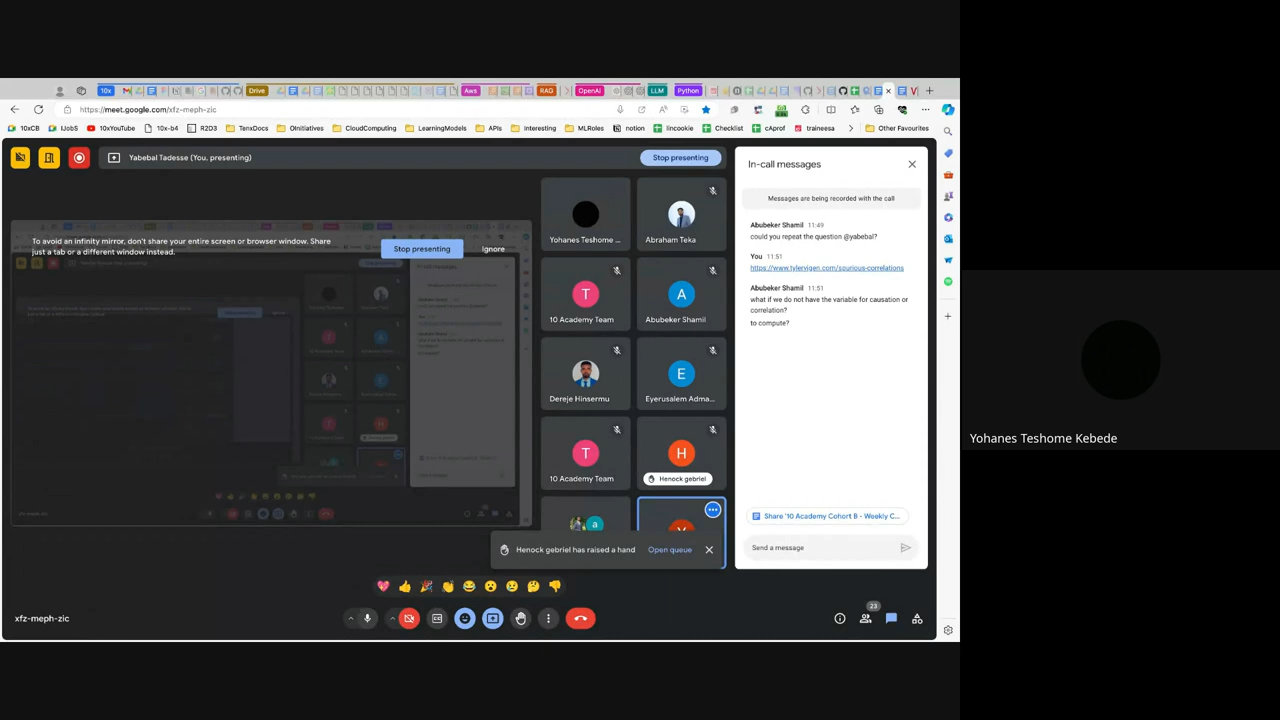 10x
Drive
Aws
RAG
OpenAI
LLM
Python
https://meet.google.com/xfz-meph-zic
10xCB
IJobS
10xYouTube
10x-b4
R2D3
TenxDocs
OInitiatives
CloudComputing
LearningModels
APIs
Interesting
MLRoles
notion
lincookie
Checklist
cAprof
traineesa
Other Favourites
Yabebal Tadesse (You, presenting)
Stop presenting
To avoid an infinity mirror, don't share your entire screen or browser window. Share
just a tab or a different window instead.
Stop presenting
Ignore
Yohanes Teshome ...
Abraham Teka
T
10 Academy Team
A
Abubeker Shamil
Dereje Hinsermu
E
Eyerusalem Adma...
T
10 Academy Team
H
Henock gebriel
a
Henock gebriel has raised a hand
Open queue
In-call messages
Messages are being recorded with the call
Abubeker Shamil 11:49
could you repeat the question @yabebal?
You 11:51
https://www.tylervigen.com/spurious-correlations
Abubeker Shamil 11:51
what if we do not have the variable for causation or
correlation?
to compute?
Share '10 Academy Cohort B - Weekly C...
Send a message
xfz-meph-zic
23
Yohanes Teshome Kebede